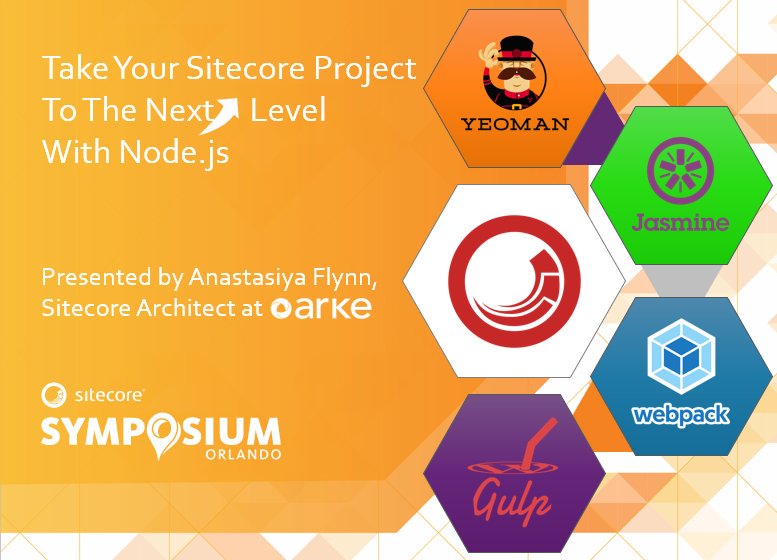 Take Your Sitecore Project
To The Next Level
With Node.js
Presented by Anastasiya Flynn,
Sitecore Architect at arke
sitecore®
SYMPOSIUM
ORLANDO
YEOMAN
Jasmine
webpack
Gulp